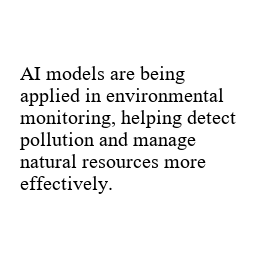 AI models are being
applied in environmental
monitoring, helping detect
pollution and manage
natural resources more
effectively.